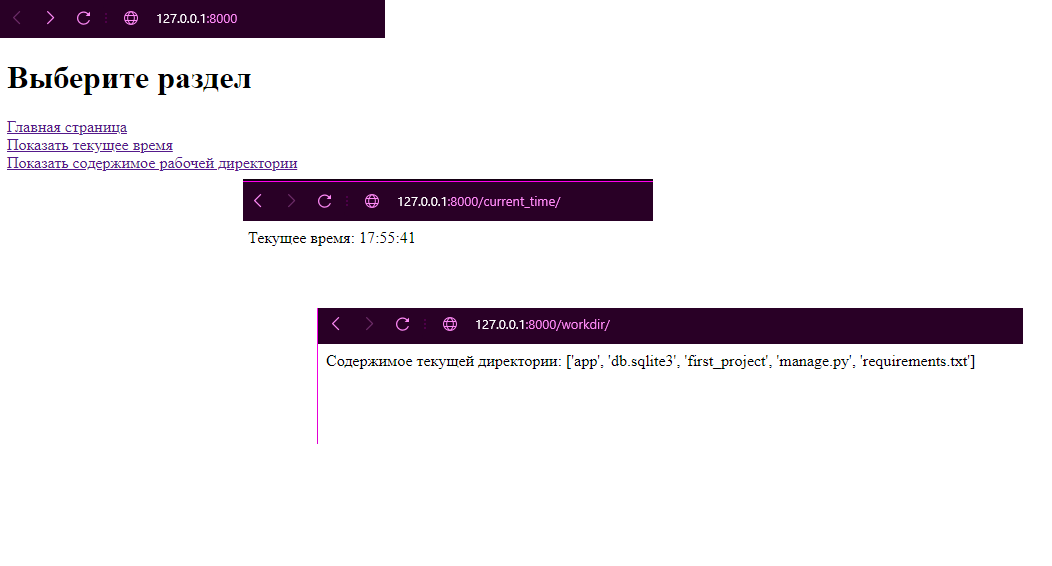 127.0.0.1:8000
Выберите раздел
Главная страница
Показать текущее время
Показать содержимое рабочей директории
127.0.0.1:8000/current_time/
Текущее время: 17:55:41
127.0.0.1:8000/workdir/
Содержимое текущей директории: ['app', 'db.sqlite3', 'first_project', 'manage.py', 'requirements.txt']